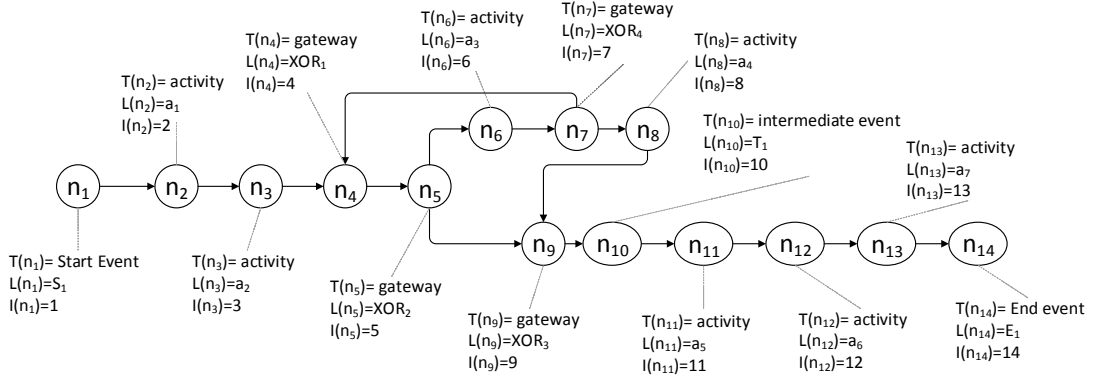 T(n₆)= activity
L(n₆)=a₃
I(n₆)=6
T(n₇)= gateway
L(n₇)=XOR₄
I(n₇)=7
T(n₄)= gateway
L(n₄)=XOR₁
I(n₄)=4
T(n₈)= activity
L(n₈)=a₄
I(n₈)=8
T(n₂)= activity
L(n₂)=a₁
I(n₂)=2
T(n₁₀)= intermediate event
L(n₁₀)=T₁
I(n₁₀)=10
T(n₁₃)= activity
L(n₁₃)=a₇
I(n₁₃)=13
n₆
n₇
n₈
n₁
n₂
n₃
n₄
n₅
n₉
n₁₀
n₁₁
n₁₂
n₁₃
n₁₄
T(n₁)= Start Event
L(n₁)=S₁
I(n₁)=1
T(n₃)= activity
L(n₃)=a₂
I(n₃)=3
T(n₅)= gateway
L(n₅)=XOR₂
I(n₅)=5
T(n₉)= gateway
L(n₉)=XOR₃
I(n₉)=9
T(n₁₁)= activity
L(n₁₁)=a₅
I(n₁₁)=11
T(n₁₂)= activity
L(n₁₂)=a₆
I(n₁₂)=12
T(n₁₄)= End event
L(n₁₄)=E₁
I(n₁₄)=14